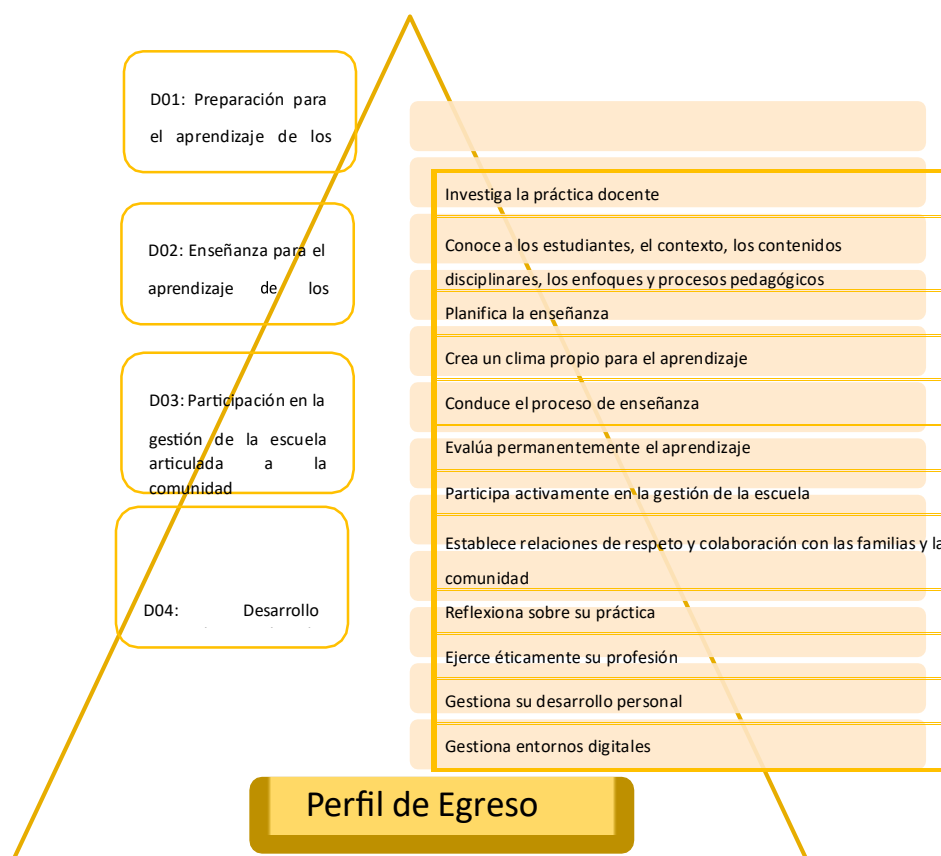 D01: Preparación para
el aprendizaje de los
D02: Enseñanza para el
aprendizaje de los
D03: Participación en la
gestión de la escuela
articulada a la
comunidad
D04: Desarrollo
Investiga la práctica docente
Conoce a los estudiantes, el contexto, los contenidos
disciplinares, los enfoques y procesos pedagógicos
Planifica la enseñanza
Crea un clima propio para el aprendizaje
Conduce el proceso de enseñanza
Evalúa permanentemente el aprendizaje
Participa activamente en la gestión de la escuela
Establece relaciones de respeto y colaboración con las familias y la
comunidad
Reflexiona sobre su práctica
Ejerce éticamente su profesión
Gestiona su desarrollo personal
Gestiona entornos digitales
Perfil de Egreso